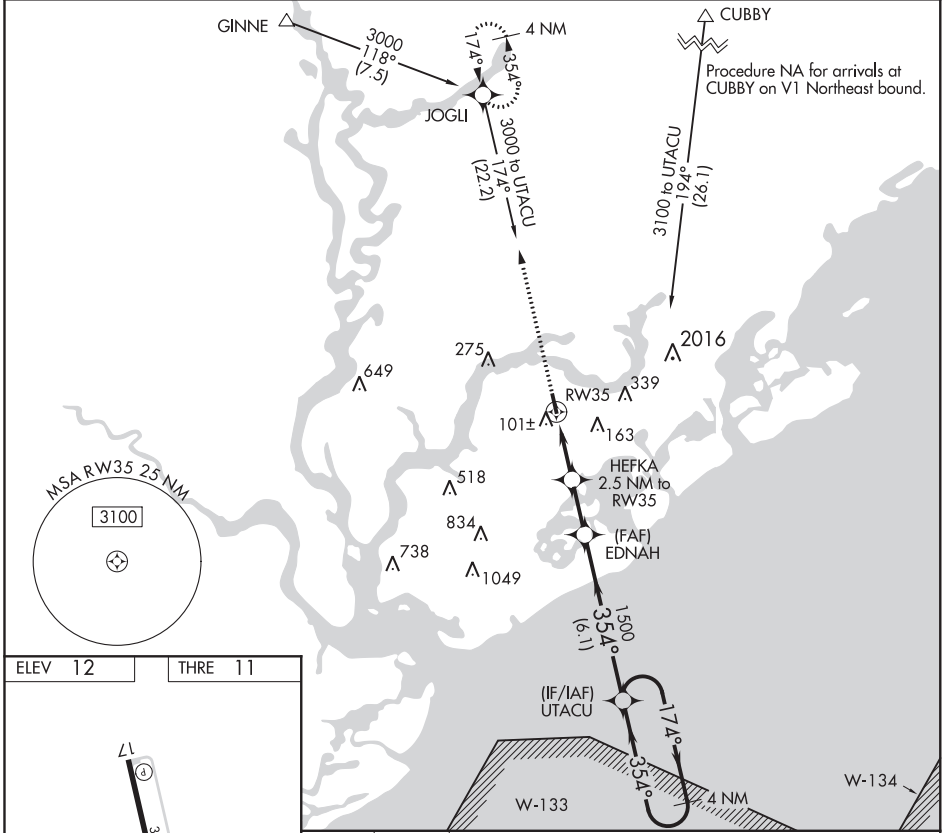 GINNE
3000
118°
(7.5)
174°
354°
4 NM
JOGLI
3000 to UTACU
174°
(22.2)
CUBBY
Procedure NA for arrivals at
CUBBY on V1 Northeast bound.
3100 to UTACU
194°
(26.1)
2016
275
649
339
RW35
101±
163
HEFKA
2.5 NM to
RW35
518
834
(FAF)
EDNAH
738
1049
MSA RW35 25 NM
3100
1500
354°
(6.1)
ELEV 12
THRE 11
(IF/IAF)
UTACU
174°
354°
4 NM
W-133
W-134
17
P
3